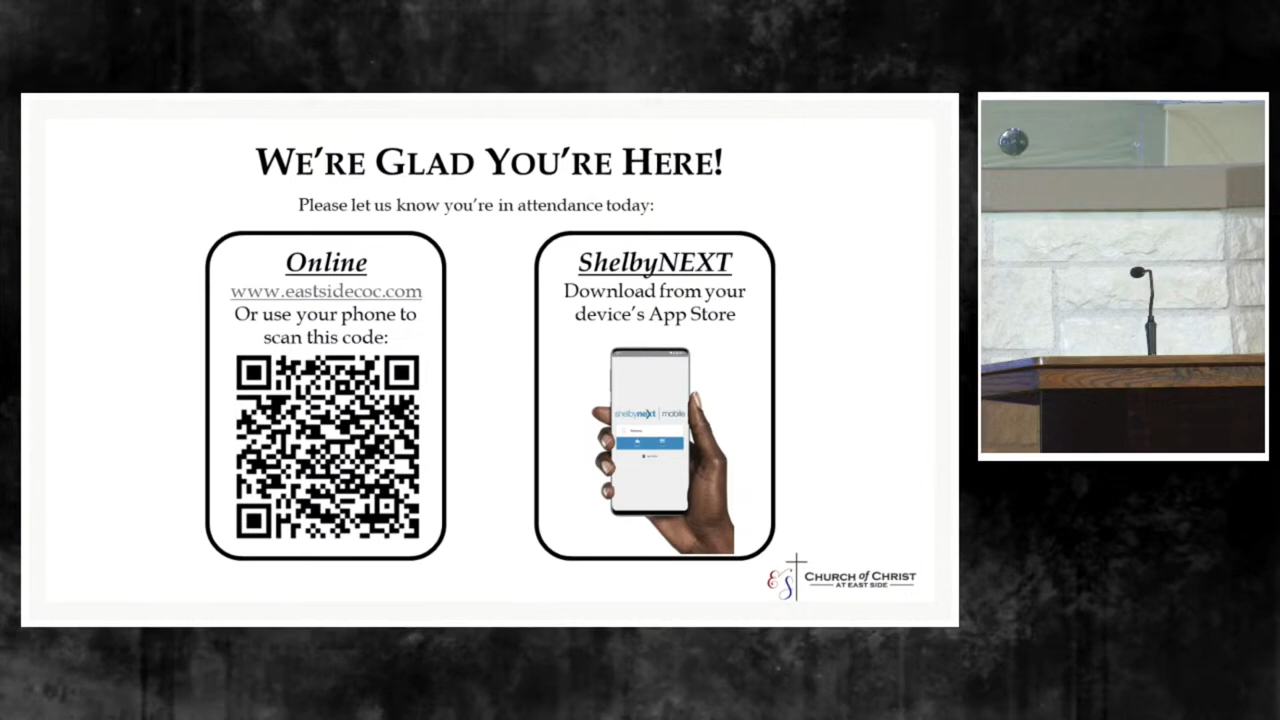 WE'RE GLAD YOU'RE HERE!
Please let us know you're in attendance today:
Online
www.eastsidecoc.com
Or use your phone to
scan this code:
ShelbyNEXT
Download from your
device's App Store
shelbynext | mobile
ES
CHURCH of CHRIST
AT EAST SIDE